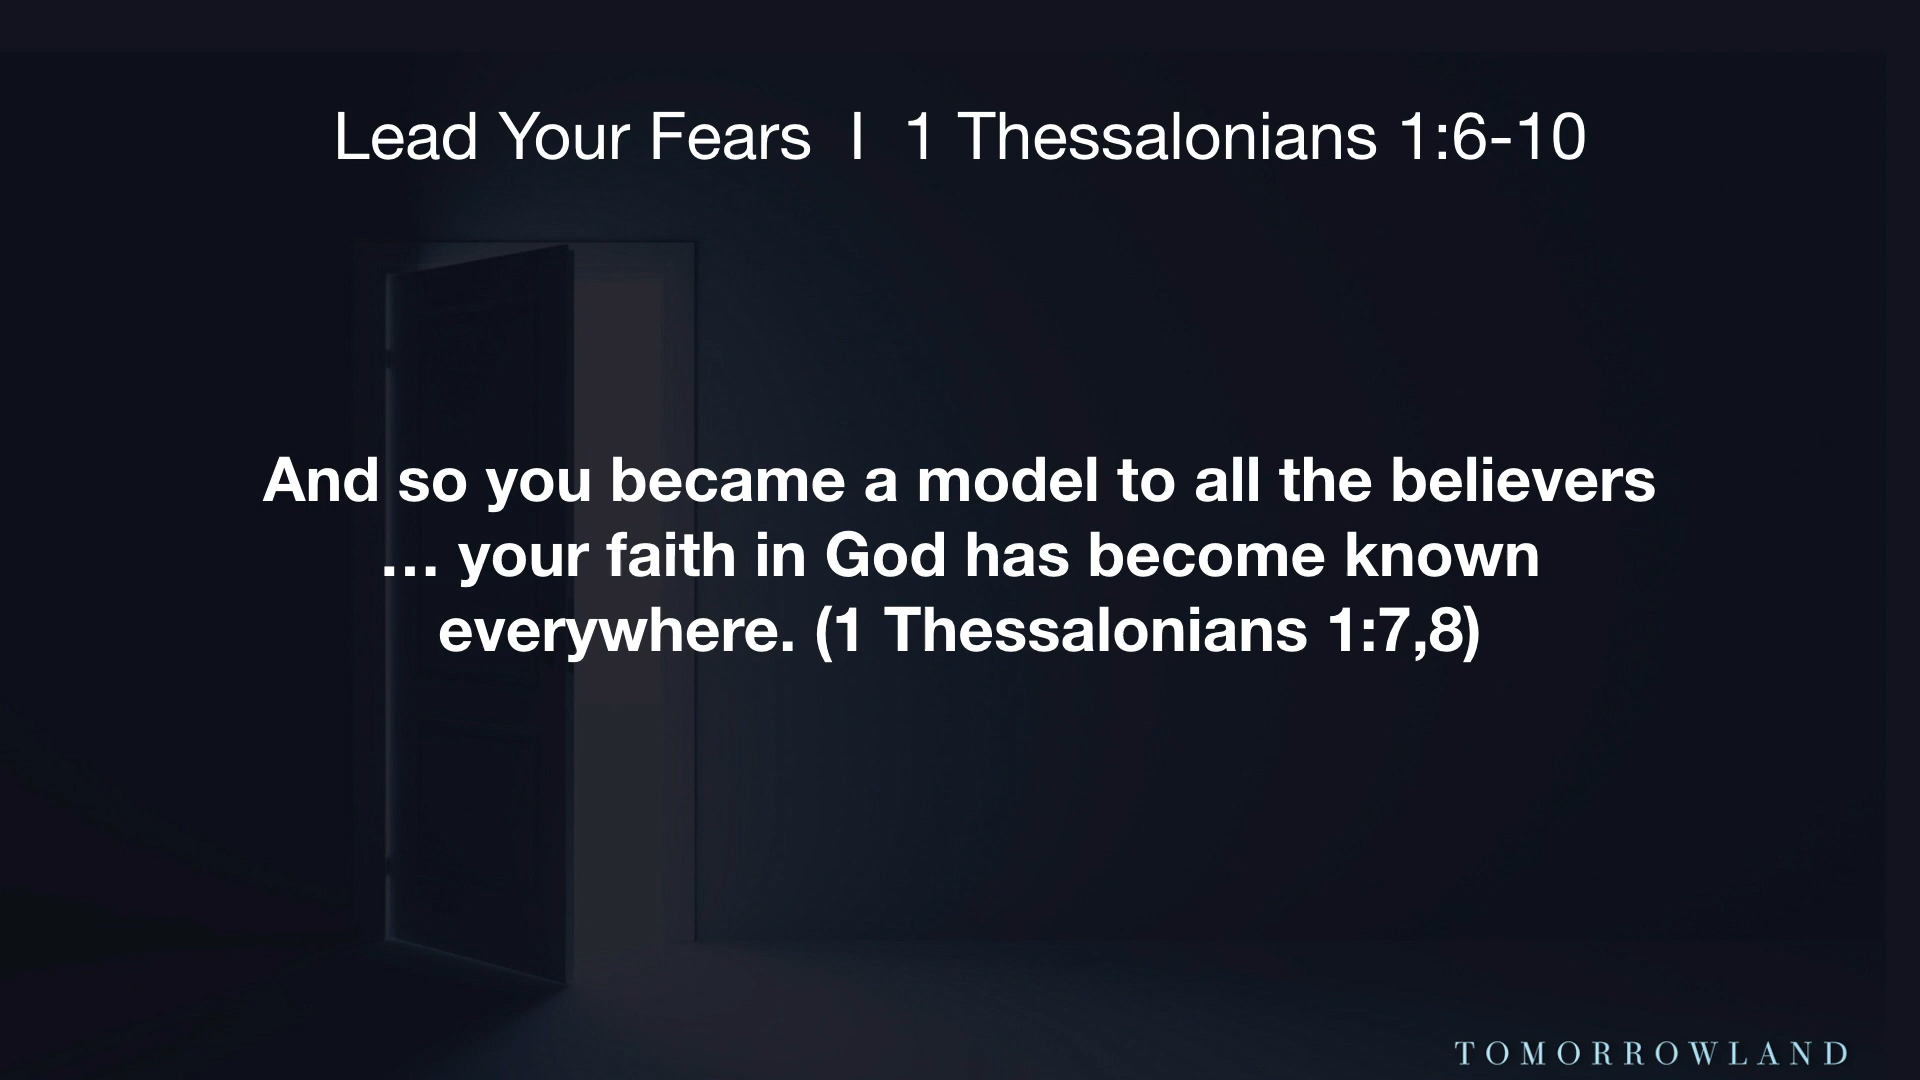 Lead Your Fears I 1 Thessalonians 1:6-10
And so you became a model to all the believers
… your faith in God has become known
everywhere. (1 Thessalonians 1:7,8)
TOMORROWLAND